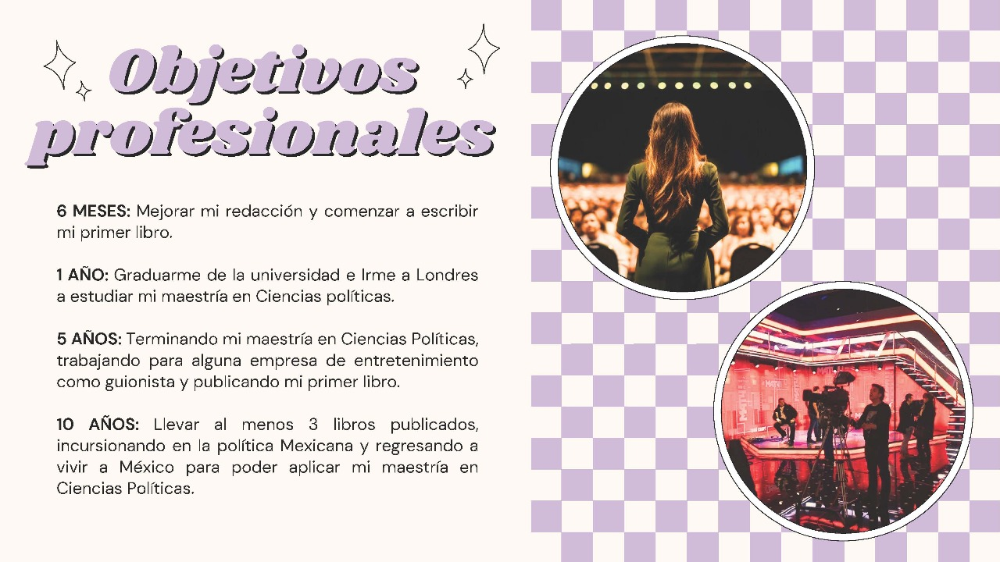 Objetivos
profesionales
6 MESES: Mejorar mi redacción y comenzar a escribir
mi primer libro.
1 AÑO: Graduarme de la universidad e Irme a Londres
a estudiar mi maestría en Ciencias políticas.
5 AÑOS: Terminando mi maestría en Ciencias Políticas,
trabajando para alguna empresa de entretenimiento
como guionista y publicando mi primer libro.
10 AÑOS: Llevar al menos 3 libros publicados,
incursionando en la política Mexicana y regresando a
vivir a México para poder aplicar mi maestría en
Ciencias Políticas.